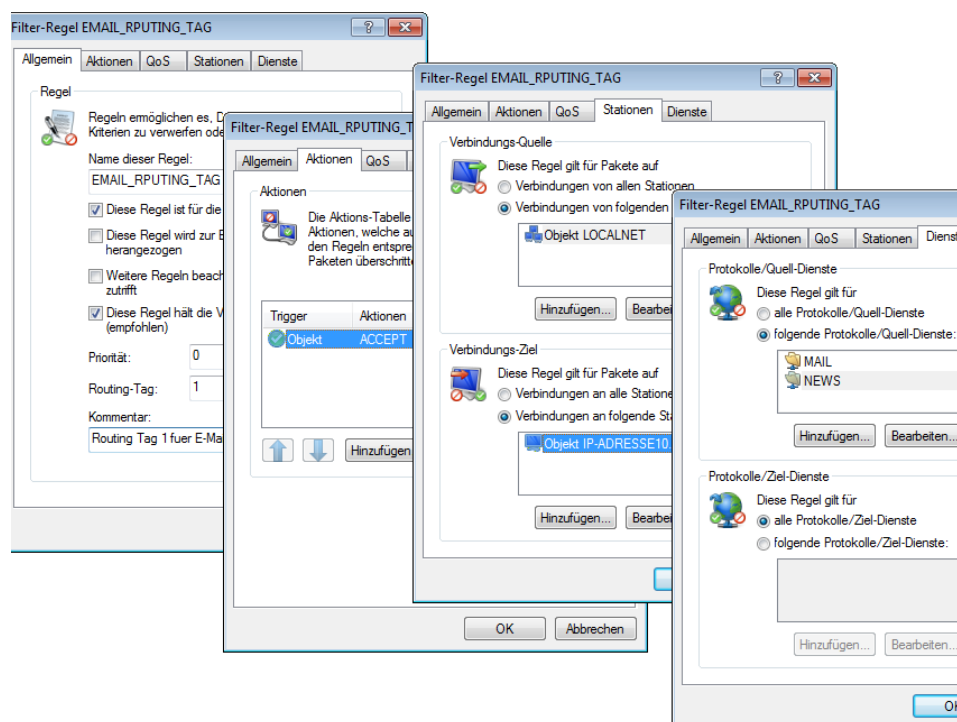 Filter-Regel EMAIL_RPUTING_TAG
Allgemein Aktionen QoS Stationen Dienste
Regel
Regeln ermöglichen es, D
Kriterien zu verwerfen ode
Name dieser Regel:
EMAIL_RPUTING_TAG
Diese Regel ist für die
Diese Regel wird zur
herangezogen
Weitere Regeln beach
zutrifft
Diese Regel hält die V
(empfohlen)
Priorität: 0
Routing-Tag: 1
Kommentar:
Routing Tag 1 fuer E-Ma
Filter-Regel EMAIL_RPUTING_T
Allgemein Aktionen QoS
Aktionen
Die Aktions-Tabelle
Aktionen, welche au
den Regeln entspre
Paketen überschritte
Trigger Aktionen
Objekt ACCEPT
Hinzufügen
OK Abbrechen
Filter-Regel EMAIL_RPUTING_TAG
Allgemein Aktionen QoS Stationen Dienste
Verbindungs-Quelle
Diese Regel gilt für Pakete auf
Verbindungen von allen Stationen
Verbindungen von folgenden
Objekt LOCALNET
Hinzufügen... Bearbei
Verbindungs-Ziel
Diese Regel gilt für Pakete auf
Verbindungen an alle Statione
Verbindungen an folgende Sta
Objekt IP-ADRESSE10.
Hinzufügen... Bearbei
Filter-Regel EMAIL_RPUTING_TAG
Allgemein Aktionen QoS Stationen Dienst
Protokolle/Quell-Dienste
Diese Regel gilt für
alle Protokolle/Quell-Dienste
folgende Protokolle/Quell-Dienste:
MAIL
NEWS
Hinzufügen... Bearbeiten...
Protokolle/Ziel-Dienste
Diese Regel gilt für
alle Protokolle/Ziel-Dienste
folgende Protokolle/Ziel-Dienste:
Hinzufügen... Bearbeiten...
OK